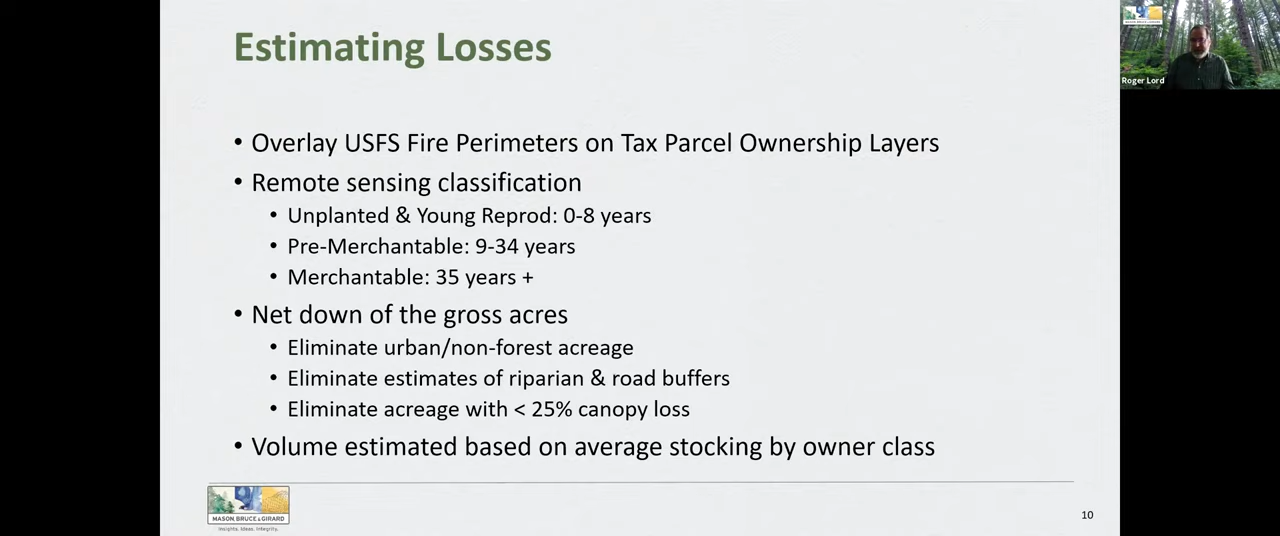 Estimating Losses
• Overlay USFS Fire Perimeters on Tax Parcel Ownership Layers
• Remote sensing classification
• Unplanted & Young Reprod: 0-8 years
• Pre-Merchantable: 9-34 years
• Merchantable: 35 years +
• Net down of the gross acres
• Eliminate urban/non-forest acreage
• Eliminate estimates of riparian & road buffers
• Eliminate acreage with < 25% canopy loss
• Volume estimated based on average stocking by owner class
MASON, BRUCE & GIRARD
Insights. Ideas. Integrity.
10
Roger Lord